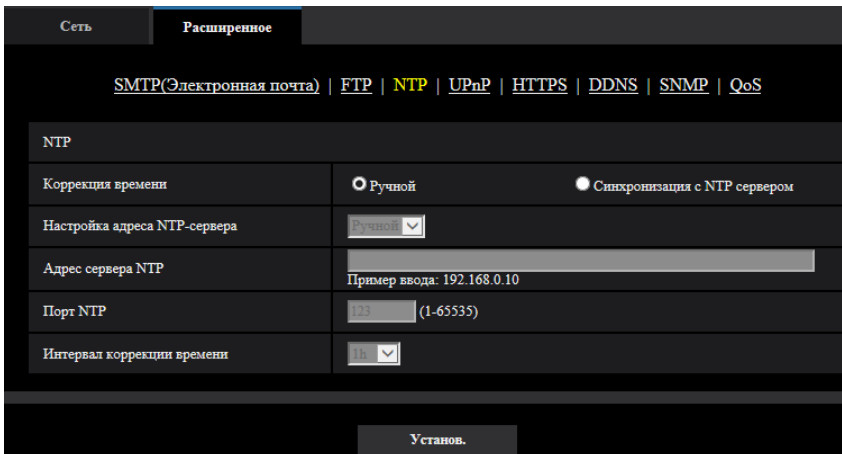 Сеть Расширенное
SMTP(Электронная почта) | FTP | NTP | UPnP | HTTPS | DDNS | SNMP | QoS
NTP
Коррекция времени Ручной Синхронизация с NTP сервером
Настройка адреса NTP-сервера Ручной
Адрес сервера NTP
Пример ввода: 192.168.0.10
Порт NTP 123 (1-65535)
Интервал коррекции времени 1h
Установ.